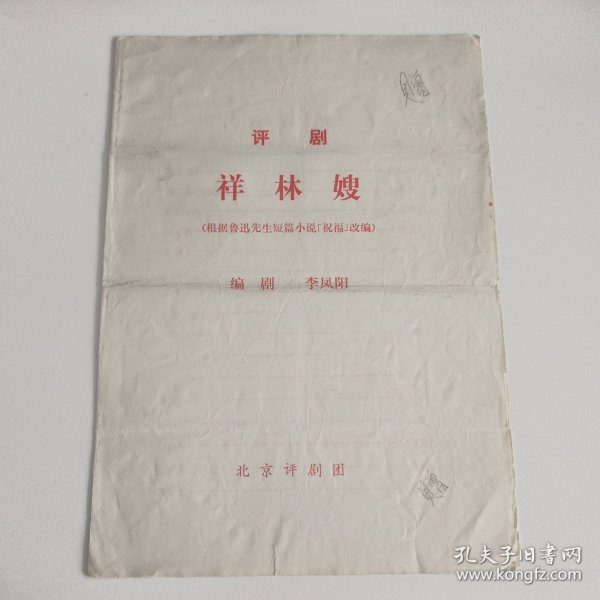 评 剧
祥 林 嫂
(根据鲁迅先生短篇小说「祝福」改编)
编 剧 李凤阳
北 京 评 剧 团
孔夫子旧书网
www.kongfz.com